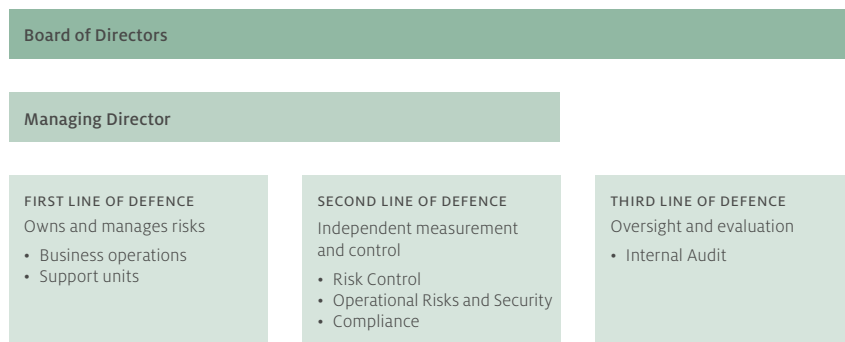 Board of Directors
Managing Director
FIRST LINE OF DEFENCE
Owns and manages risks
• Business operations
• Support units
SECOND LINE OF DEFENCE
Independent measurement
and control
• Risk Control
• Operational Risks and Security
• Compliance
THIRD LINE OF DEFENCE
Oversight and evaluation
• Internal Audit